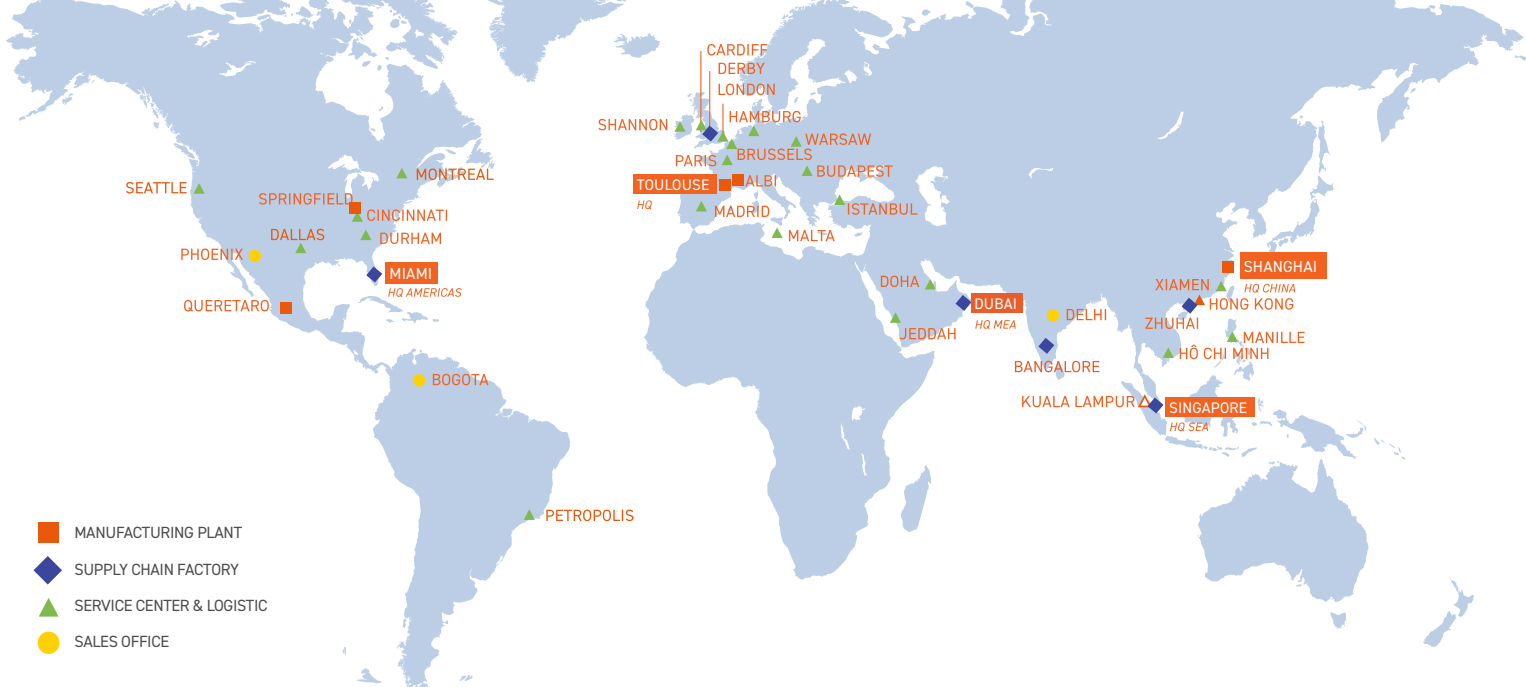 CARDIFF
DERBY
LONDON
HAMBURG
SHANNON
WARSAW
BRUSSELS
PARIS
BUDAPEST
TOULOUSE
HQ
ALBI
MADRID
ISTANBUL
MALTA
MONTREAL
SEATTLE
SPRINGFIELD
CINCINNATI
DALLAS
DURHAM
PHOENIX
MIAMI
HQ AMERICAS
QUERETARO
BOGOTA
PETROPOLIS
DOHA
DUBAI
HQ MEA
JEDDAH
DELHI
BANGALORE
SHANGHAI
HQ CHINA
XIAMEN
HONG KONG
ZHUHAI
MANILLE
HÔ CHI MINH
KUALA LAMPUR
SINGAPORE
HQ SEA
MANUFACTURING PLANT
SUPPLY CHAIN FACTORY
SERVICE CENTER & LOGISTIC
SALES OFFICE